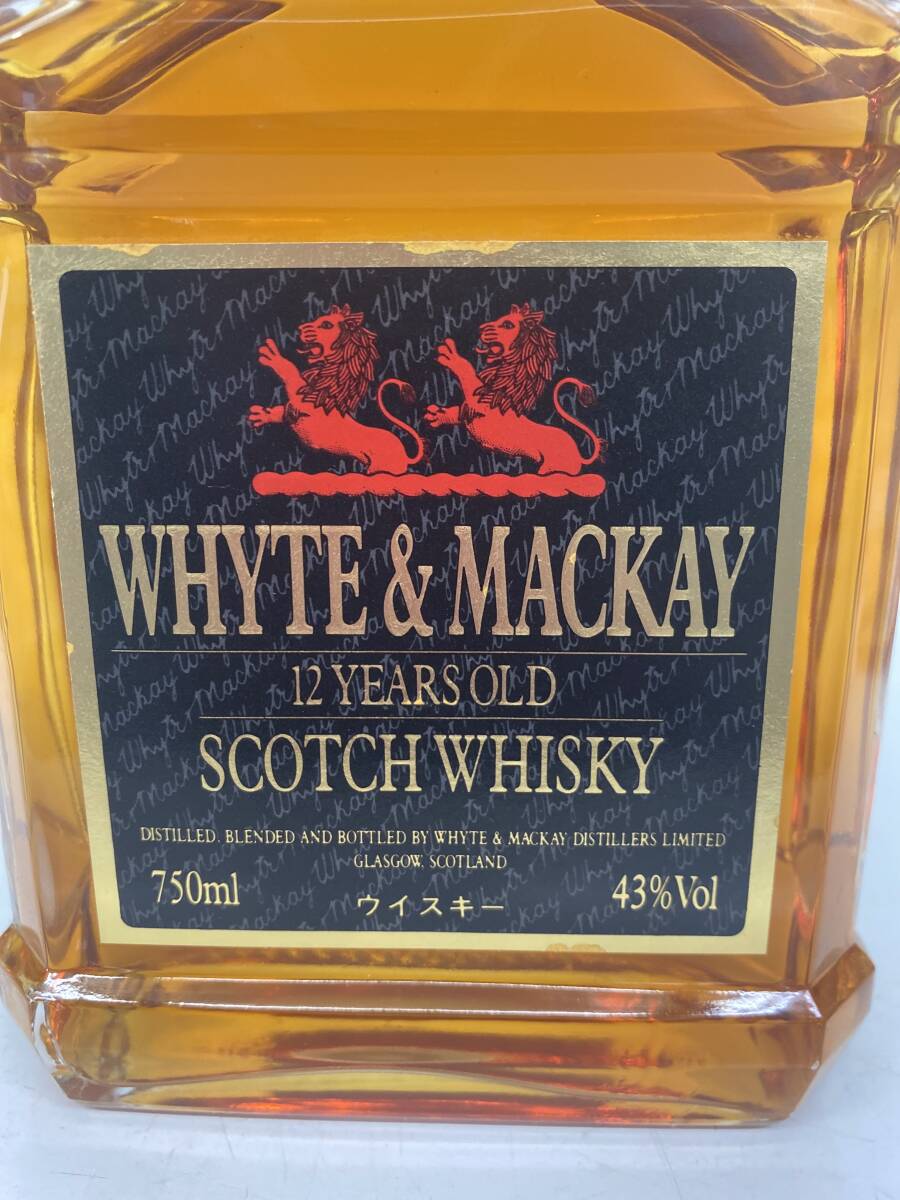 WHYTE & MACKAY
12 YEARS OLD
SCOTCH WHISKY
DISTILLED, BLENDED AND BOTTLED BY WHYTE & MACKAY DISTILLERS LIMITED
GLASGOW, SCOTLAND
750ml
ウイスキー
43%Vol